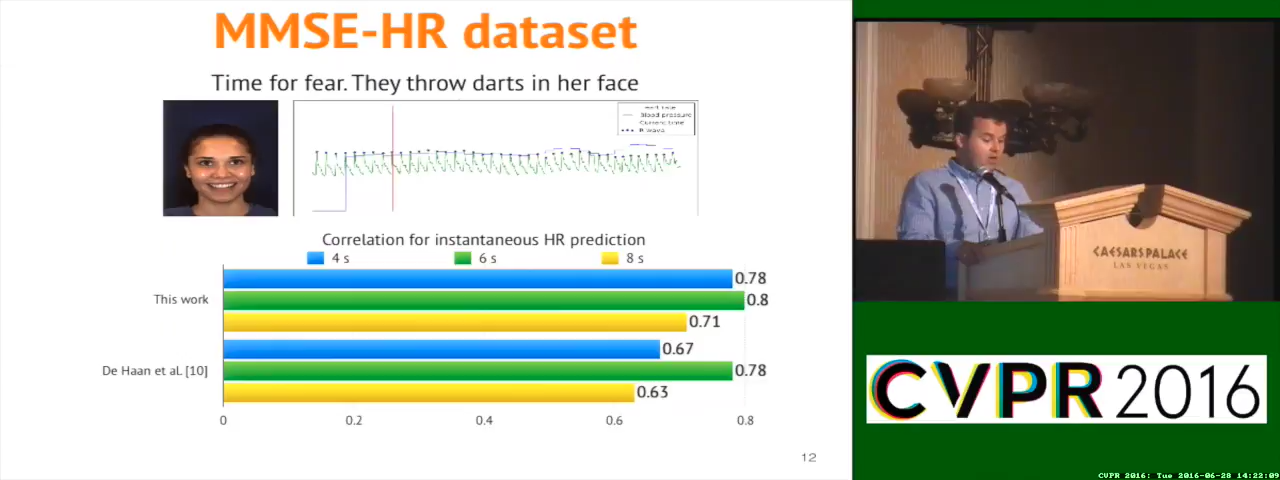 MMSE-HR dataset
Time for fear. They throw darts in her face
Blood pressure
Current time
R wave
Correlation for instantaneous HR prediction
4 s 6 s 8 s
This work
0.78
0.8
0.71
De Haan et al. [10]
0.67
0.78
0.63
0 0.2 0.4 0.6 0.8
12
CAESARS PALACE
LAS VEGAS
CVPR 2016
CVPR 2016: Tue 2016-06-28 14:22:09